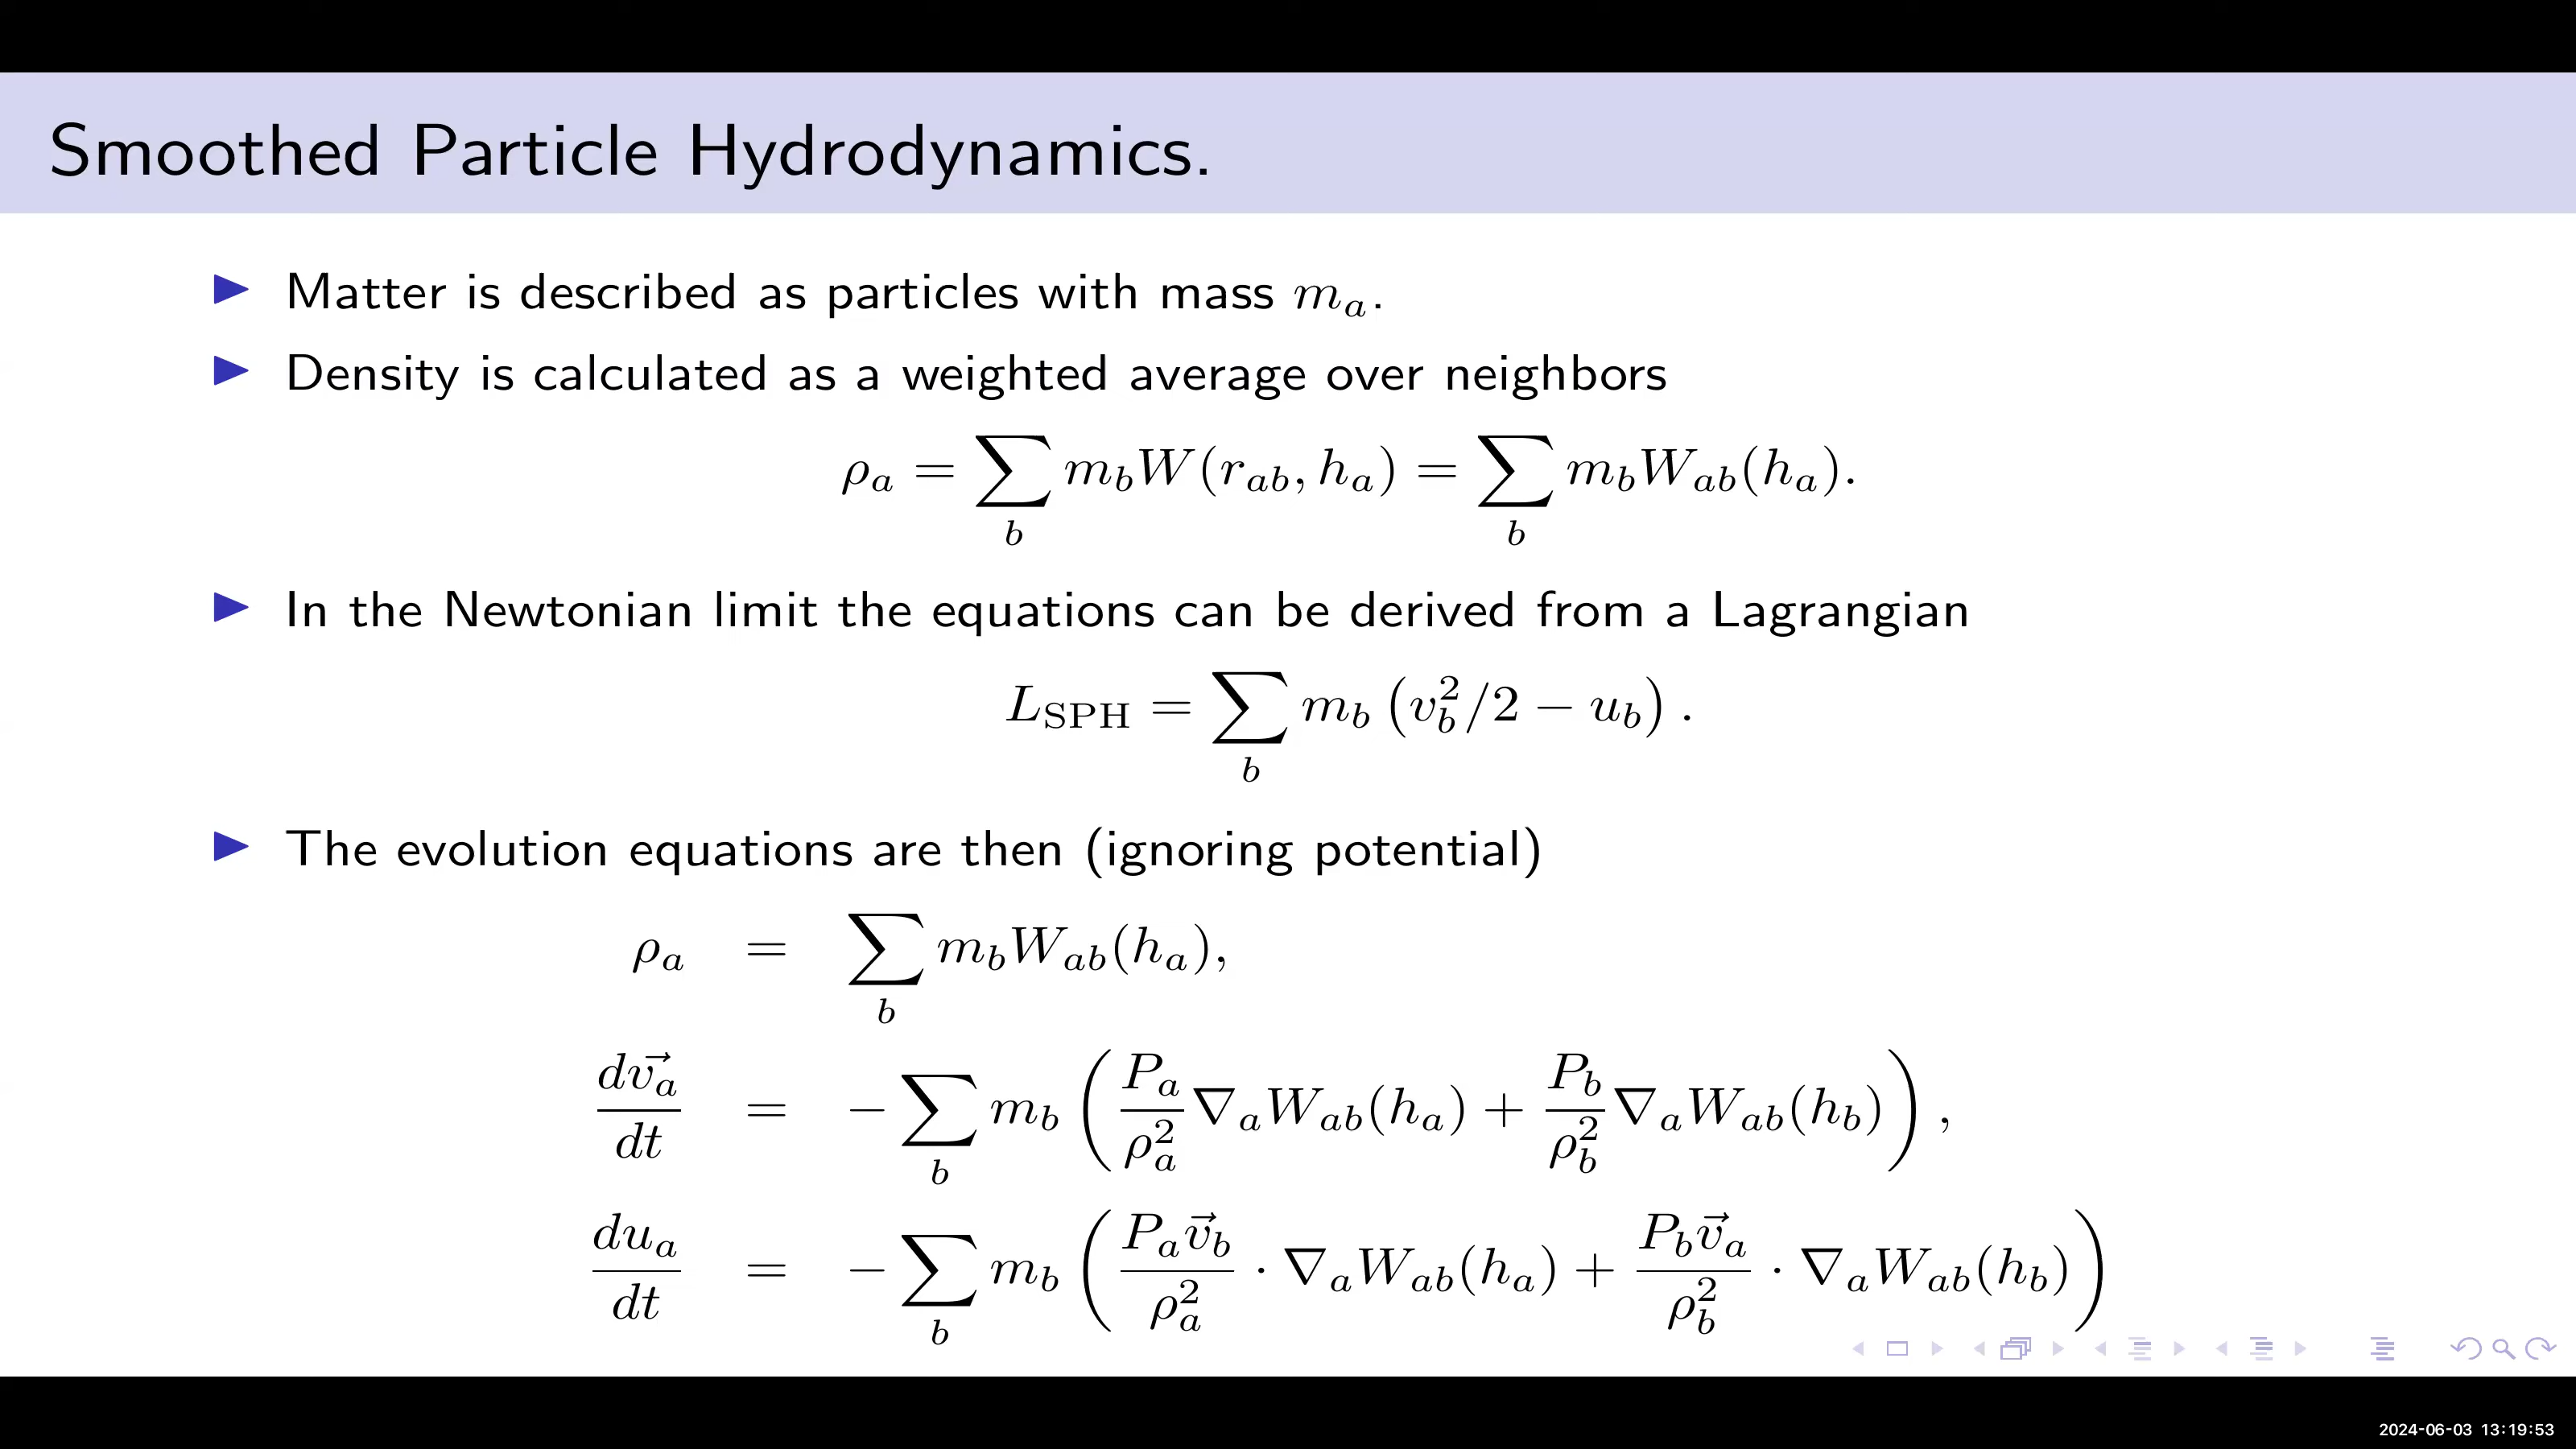 Smoothed Particle Hydrodynamics.
▶ Matter is described as particles with mass $m_a$.
▶ Density is calculated as a weighted average over neighbors
$\rho_a = \sum_b m_b W(r_{ab}, h_a) = \sum_b m_b W_{ab}(h_a).$
▶ In the Newtonian limit the equations can be derived from a Lagrangian
$L_{\mathrm{SPH}} = \sum_b m_b \left( v_b^2/2 - u_b \right).$
▶ The evolution equations are then (ignoring potential)
$\rho_a = \sum_b m_b W_{ab}(h_a),$
$\frac{d\vec{v_a}}{dt} = -\sum_b m_b \left( \frac{P_a}{\rho_a^2} \nabla_a W_{ab}(h_a) + \frac{P_b}{\rho_b^2} \nabla_a W_{ab}(h_b) \right),$
$\frac{du_a}{dt} = -\sum_b m_b \left( \frac{P_a \vec{v}_b}{\rho_a^2} \cdot \nabla_a W_{ab}(h_a) + \frac{P_b \vec{v}_a}{\rho_b^2} \cdot \nabla_a W_{ab}(h_b) \right)$
2024-06-03 13:19:53